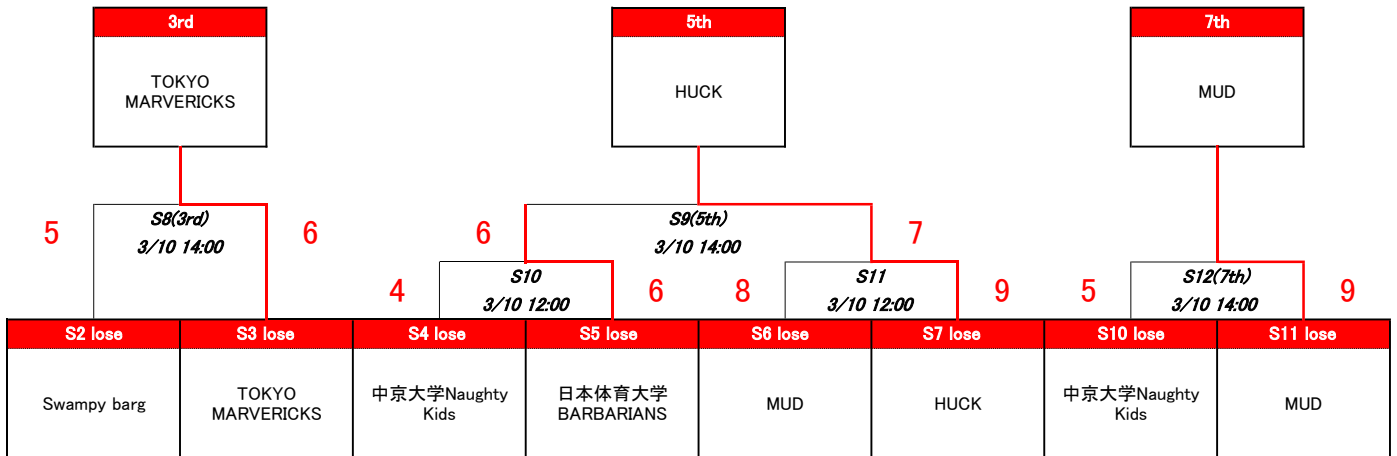 3rd
5th
7th
TOKYO
MARVERICKS
HUCK
MUD
5
S8(3rd)
3/10 14:00
6
6
S9(5th)
3/10 14:00
7
4
S10
3/10 12:00
6
8
S11
3/10 12:00
9
5
S12(7th)
3/10 14:00
9
S2 lose
S3 lose
S4 lose
S5 lose
S6 lose
S7 lose
S10 lose
S11 lose
Swampy barg
TOKYO
MARVERICKS
中京大学Naughty
Kids
日本体育大学
BARBARIANS
MUD
HUCK
中京大学Naughty
Kids
MUD